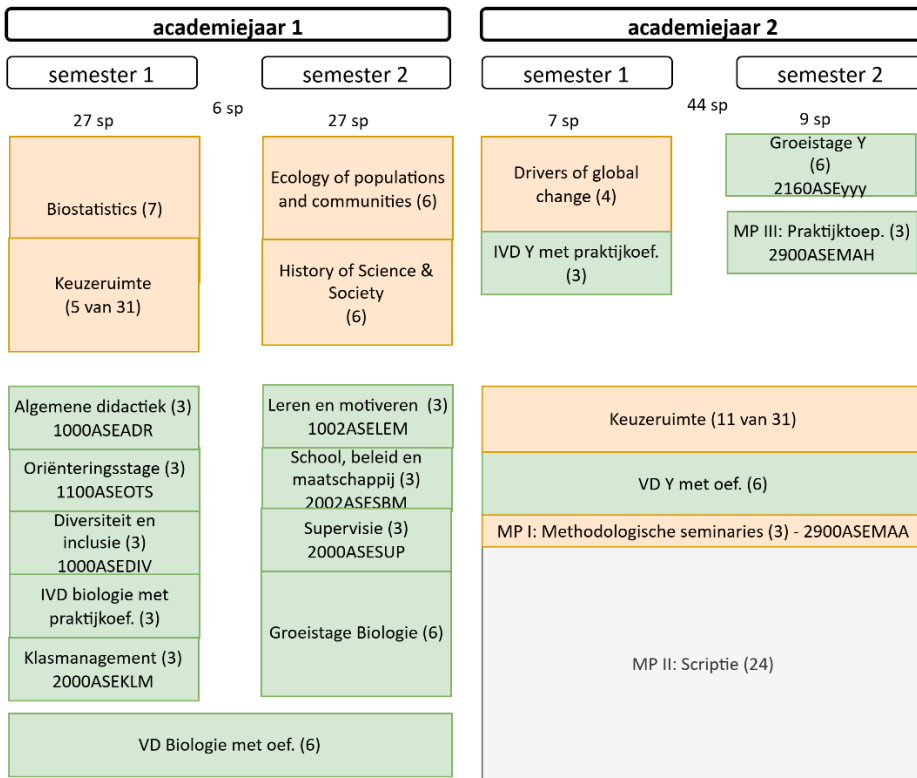 academiejaar 1
academiejaar 2
semester 1
semester 2
semester 1
semester 2
27 sp
6 sp
27 sp
7 sp
44 sp
9 sp
Biostatistics (7)
Keuzeruimte
(5 van 31)
Algemene didactiek (3)
1000ASEADR
Oriënteringsstage (3)
1100ASEOTS
Diversiteit en
inclusie (3)
1000ASEDIV
IVD biologie met
praktijkoef. (3)
Klasmanagement (3)
2000ASEKLM
Ecology of populations
and communities (6)
History of Science &
Society
(6)
Leren en motiveren (3)
1002ASELEM
School, beleid en
maatschappij (3)
2002ASESBM
Supervisie (3)
2000ASESUP
Groeistage Biologie (6)
VD Biologie met oef. (6)
Drivers of global
change (4)
IVD Y met praktijkoef.
(3)
Groeistage Y
(6)
2160ASEyyy
MP III: Praktijktoep. (3)
2900ASEMAH
Keuzeruimte (11 van 31)
VD Y met oef. (6)
MP I: Methodologische seminaries (3) - 2900ASEMAA
MP II: Scriptie (24)